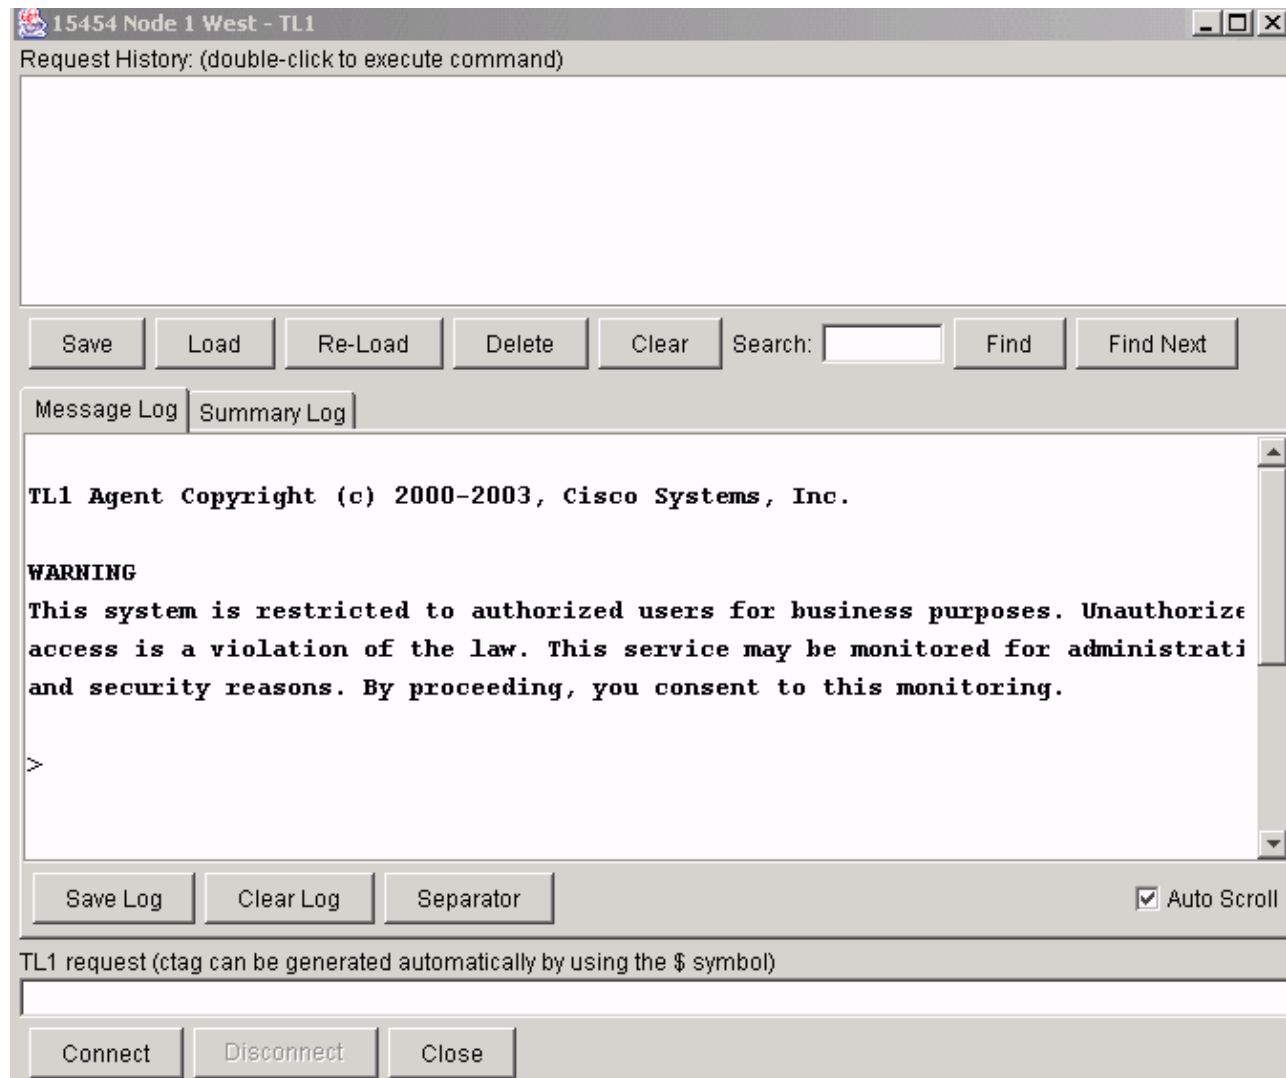 15454 Node 1 West - TL1
Request History: (double-click to execute command)
Save Load Re-Load Delete Clear Search: Find Find Next
Message Log Summary Log
TL1 Agent Copyright (c) 2000-2003, Cisco Systems, Inc.
WARNING
This system is restricted to authorized users for business purposes. Unauthorize
access is a violation of the law. This service may be monitored for administrati
and security reasons. By proceeding, you consent to this monitoring.
>
Save Log Clear Log Separator Auto Scroll
TL1 request (ctag can be generated automatically by using the $ symbol)
Connect Disconnect Close